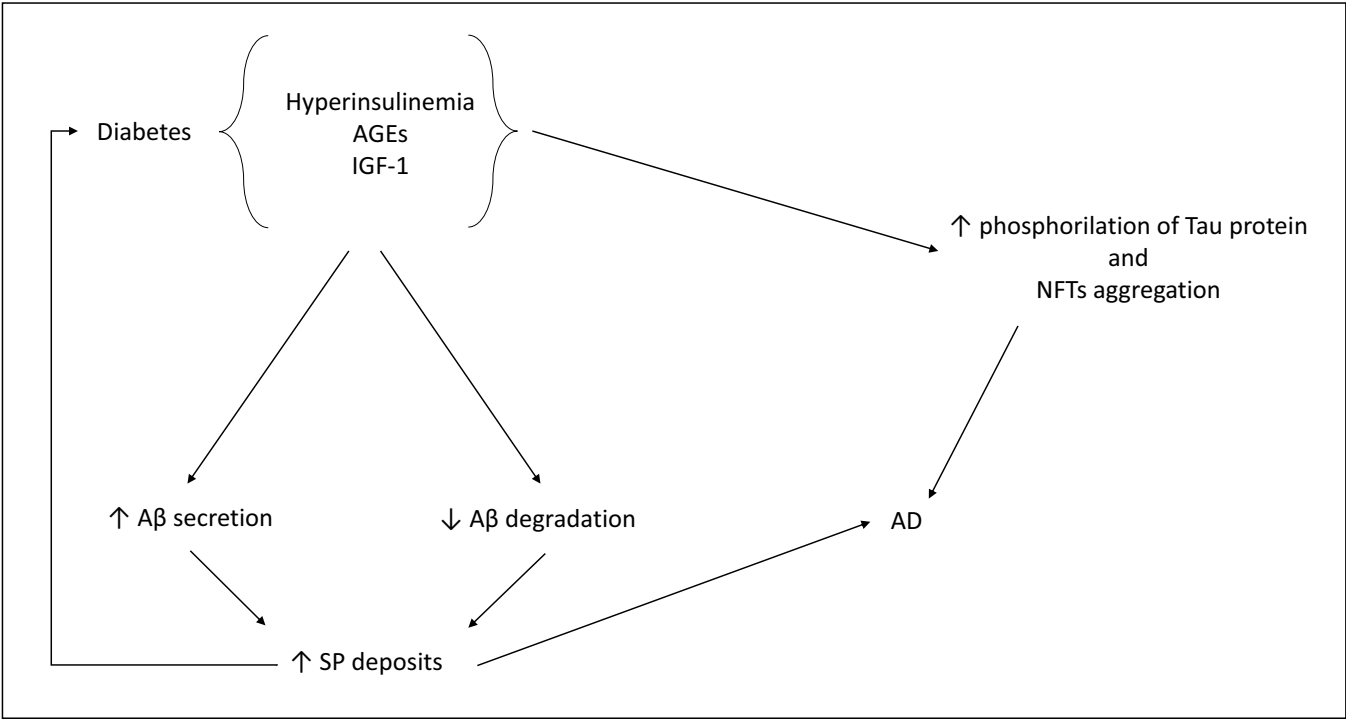 Diabetes
Hyperinsulinemia
AGEs
IGF-1
↑ phosphorilation of Tau protein
and
NFTs aggregation
↑ Aβ secretion
↓ Aβ degradation
AD
↑ SP deposits